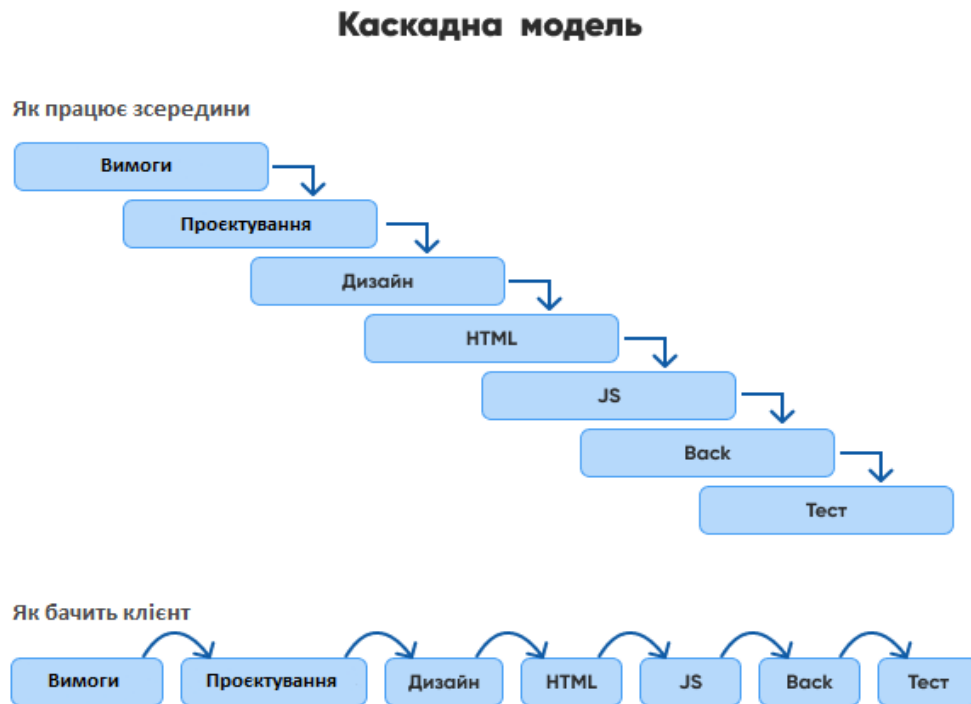 Каскадна модель
Як працює зсередини
Вимоги
Проєктування
Дизайн
HTML
JS
Back
Тест
Як бачить клієнт
Вимоги
Проєктування
Дизайн
HTML
JS
Back
Тест